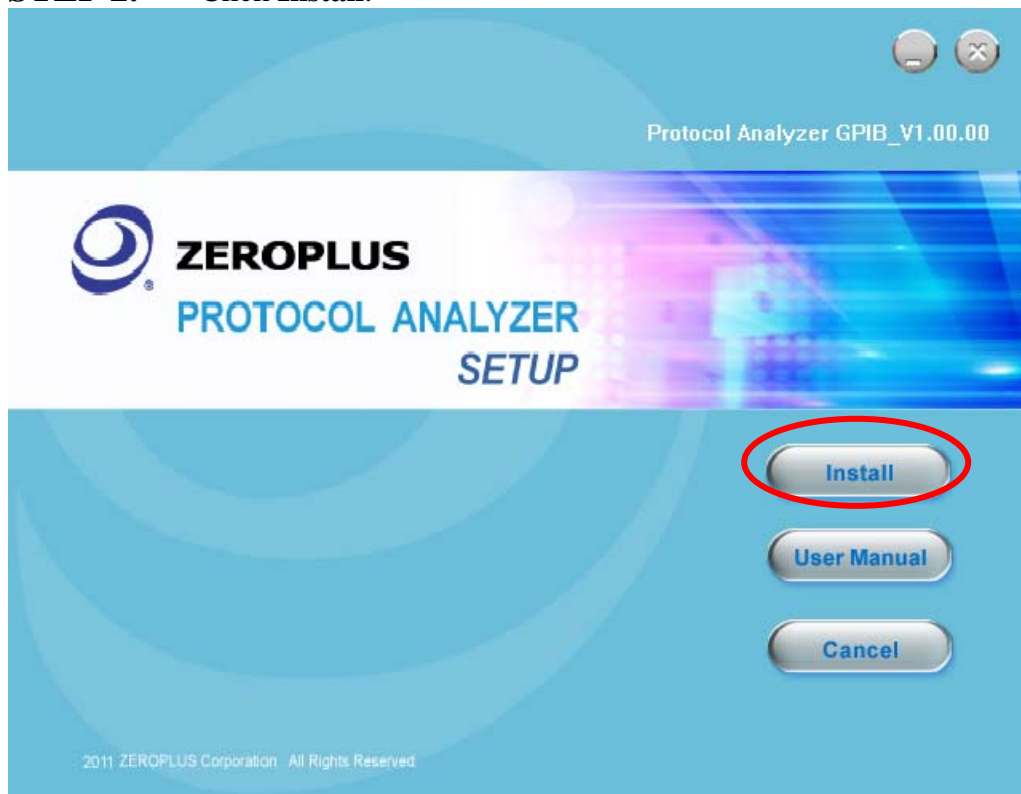 Protocol Analyzer GPIB_V1.00.00
ZEROPLUS
PROTOCOL ANALYZER
SETUP
Install
User Manual
Cancel
2011 ZEROPLUS Corporation All Rights Reserved